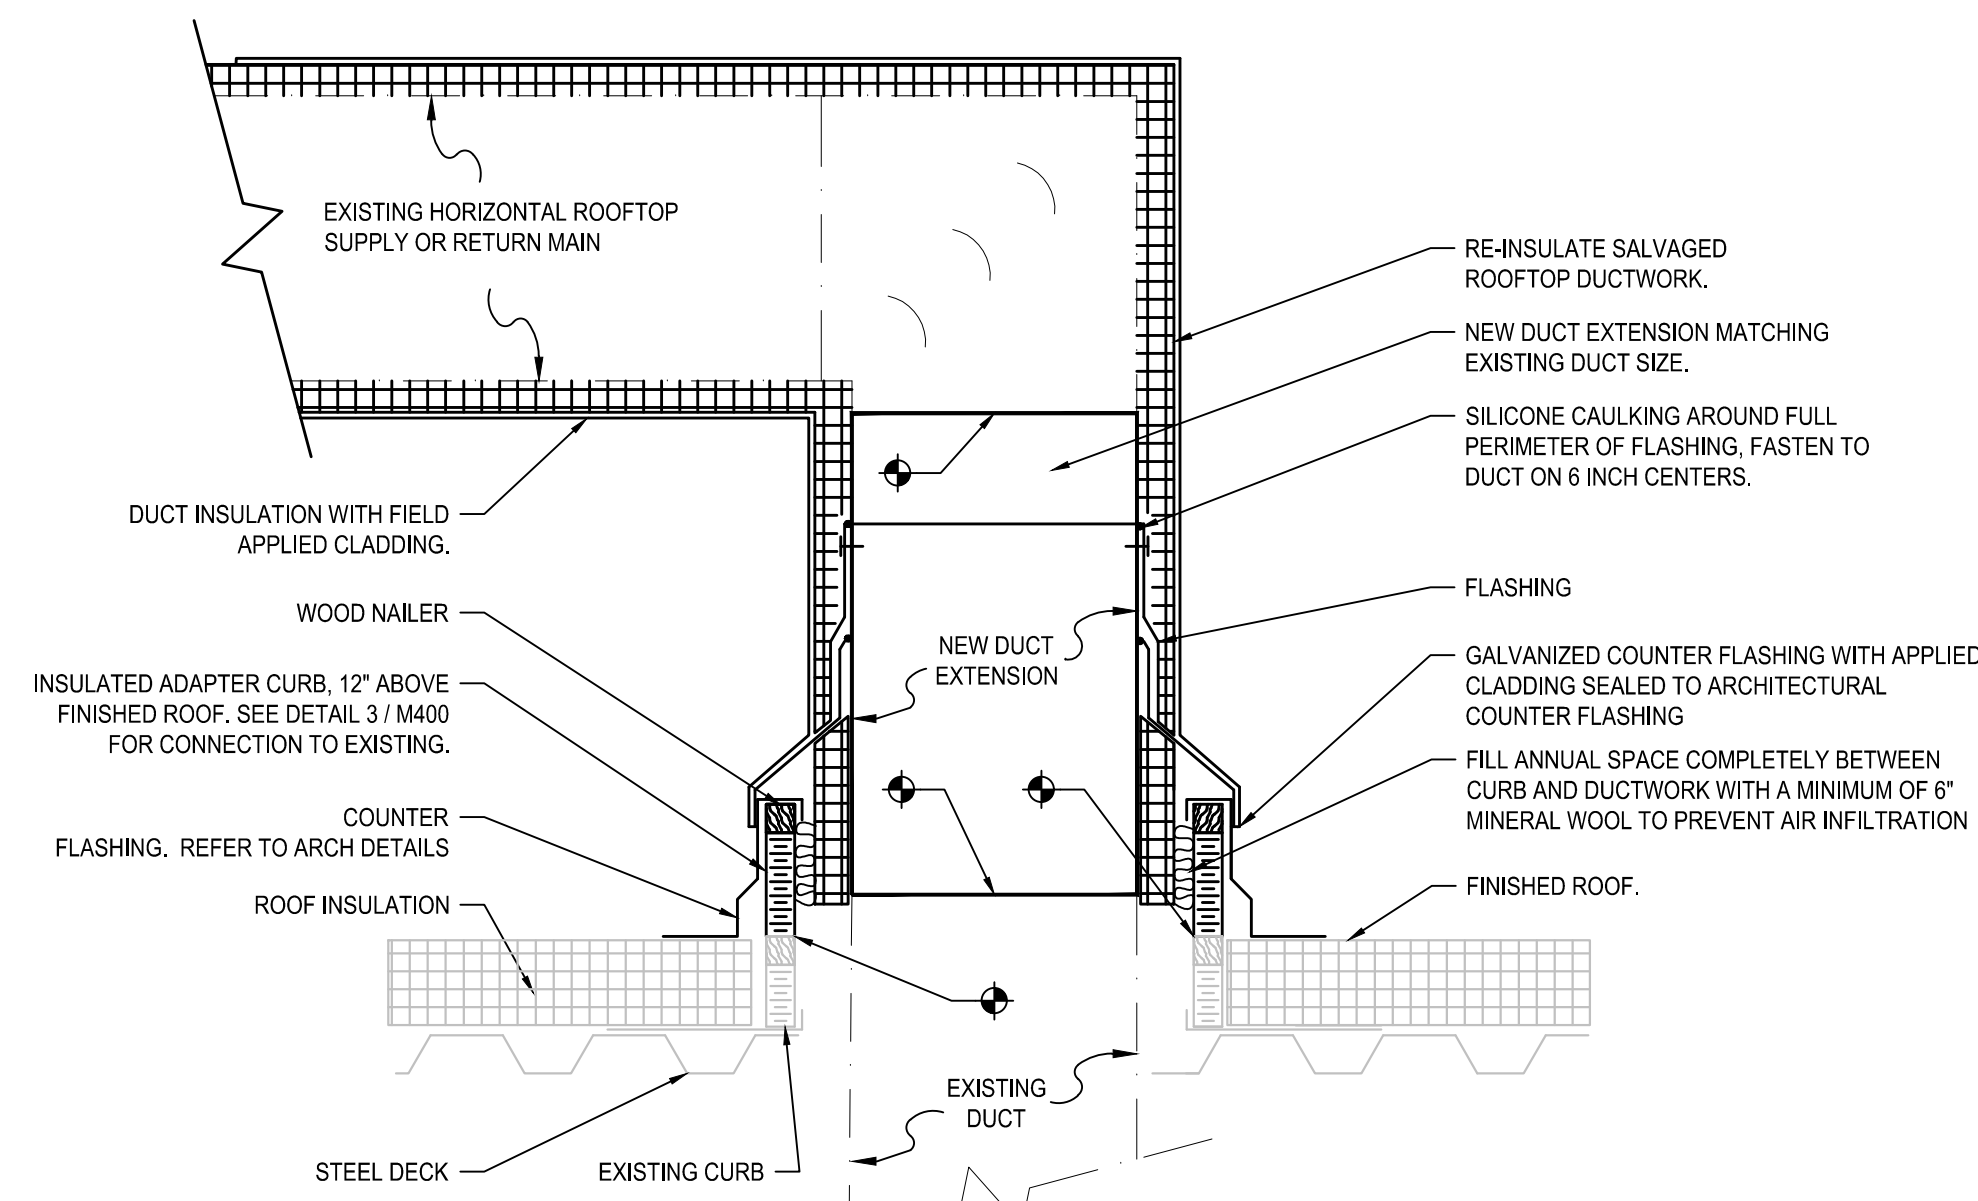 EXISTING HORIZONTAL ROOFTOP
SUPPLY OR RETURN MAIN
DUCT INSULATION WITH FIELD
APPLIED CLADDING.
WOOD NAILER
INSULATED ADAPTER CURB, 12" ABOVE
FINISHED ROOF. SEE DETAIL 3 / M400
FOR CONNECTION TO EXISTING.
COUNTER
FLASHING. REFER TO ARCH DETAILS
ROOF INSULATION
STEEL DECK
EXISTING CURB
NEW DUCT
EXTENSION
EXISTING
DUCT
RE-INSULATE SALVAGED
ROOFTOP DUCTWORK.
NEW DUCT EXTENSION MATCHING
EXISTING DUCT SIZE.
SILICONE CAULKING AROUND FULL
PERIMETER OF FLASHING, FASTEN TO
DUCT ON 6 INCH CENTERS.
FLASHING
GALVANIZED COUNTER FLASHING WITH APPLIED
CLADDING SEALED TO ARCHITECTURAL
COUNTER FLASHING
FILL ANNUAL SPACE COMPLETELY BETWEEN
CURB AND DUCTWORK WITH A MINIMUM OF 6"
MINERAL WOOL TO PREVENT AIR INFILTRATION
FINISHED ROOF.